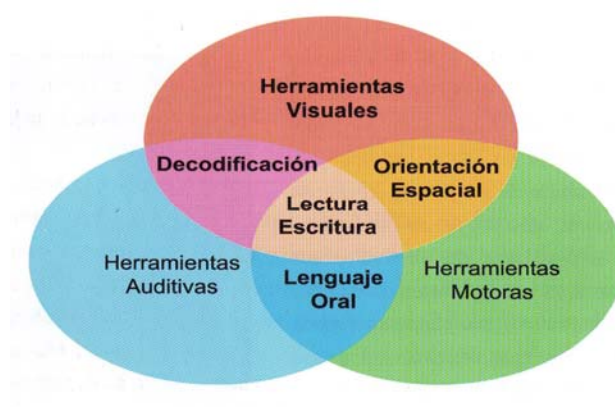 Herramientas
Visuales
Decodificación
Orientación
Espacial
Lectura
Escritura
Herramientas
Auditivas
Lenguaje
Oral
Herramientas
Motoras